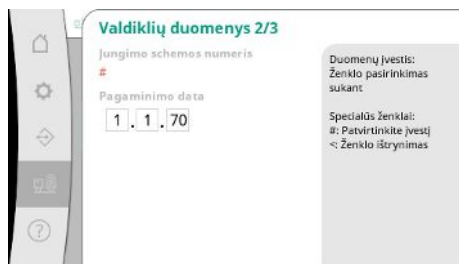 Valdiklių duomenys 2/3
Jungimo schemos numeris
#
Pagaminimo data
1 . 1 . 70
Duomenų įvestis:
Ženklo pasirinkimas
sukant
Specialūs ženklai:
#: Patvirtinkite įvestį
<: Ženklo ištrynimas
?